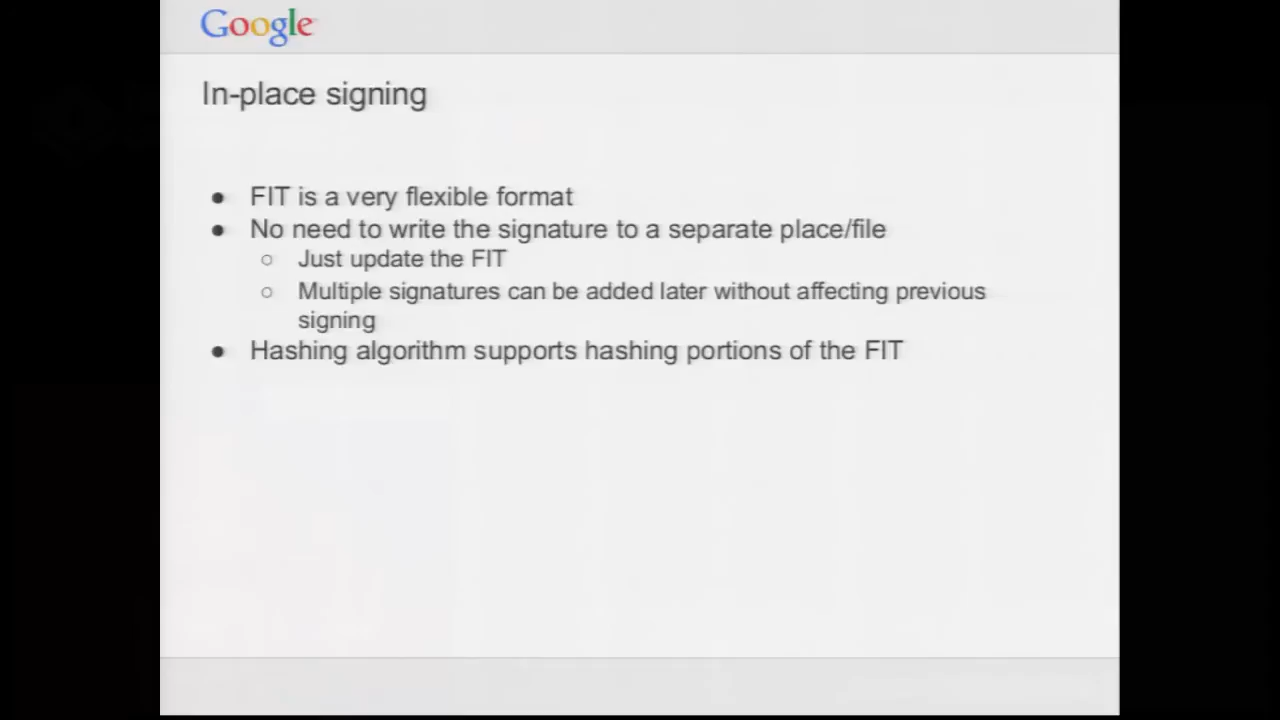 Google
In-place signing
● FIT is a very flexible format
● No need to write the signature to a separate place/file
○ Just update the FIT
○ Multiple signatures can be added later without affecting previous
signing
● Hashing algorithm supports hashing portions of the FIT